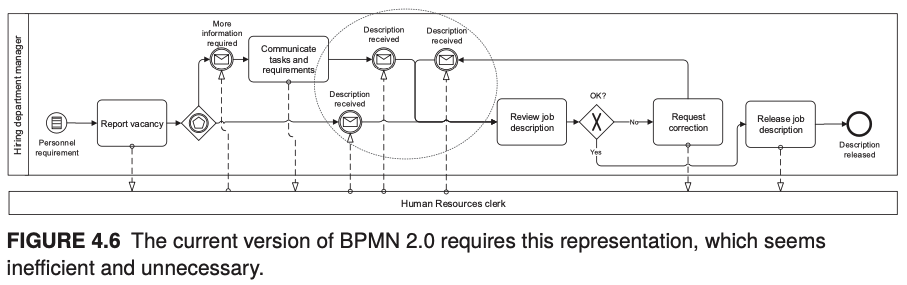 Hiring department manager
Personnel
requirement
Report vacancy
More
information
required
Communicate
tasks and
requirements
Description
received
Description
received
Description
received
Review job
description
OK?
No
Yes
Request
correction
Release job
description
Description
released
Human Resources clerk
FIGURE 4.6 The current version of BPMN 2.0 requires this representation, which seems
inefficient and unnecessary.